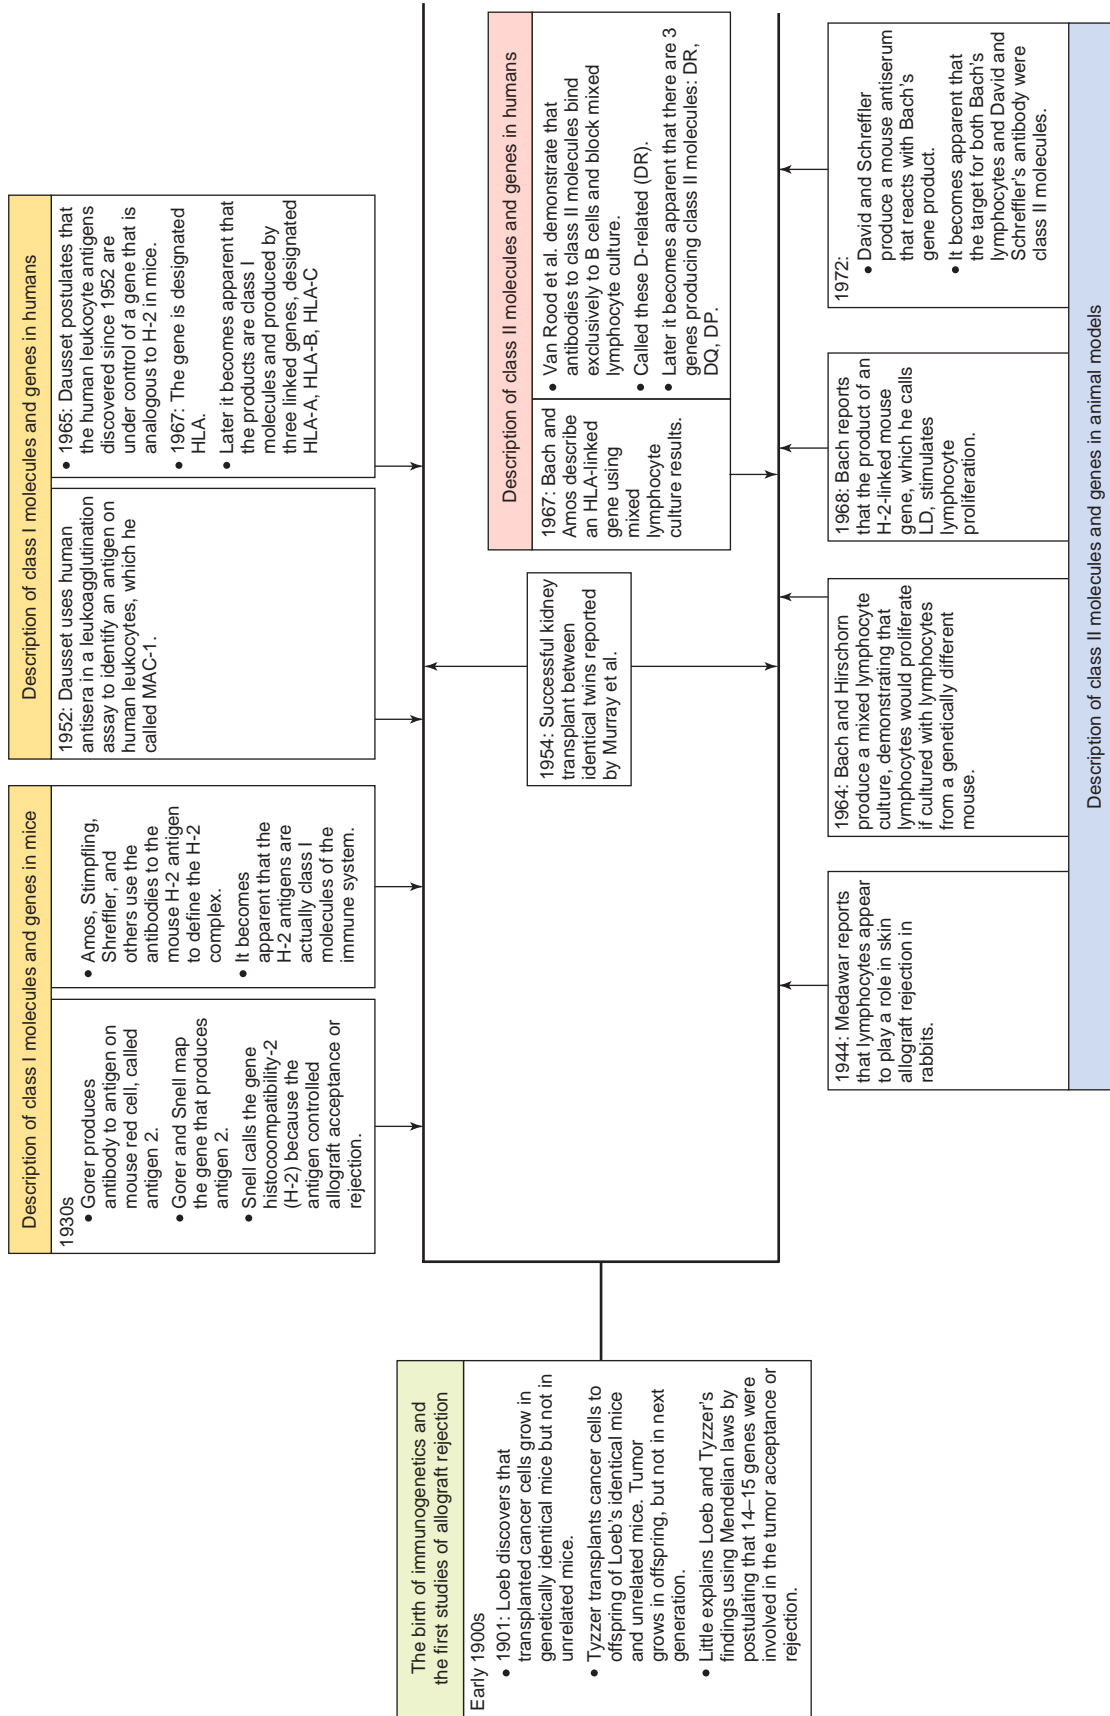 The birth of immunogenetics and
the first studies of allograft rejection
Early 1900s
• 1901: Loeb discovers that
transplanted cancer cells grow in
genetically identical mice but not in
unrelated mice.
• Tyzzer transplants cancer cells to
offspring of Loeb's identical mice
and unrelated mice. Tumor
grows in offspring, but not in next
generation.
• Little explains Loeb and Tyzzer's
findings using Mendelian laws by
postulating that 14–15 genes were
involved in the tumor acceptance or
rejection.
Description of class I molecules and genes in mice
1930s
• Gorer produces
antibody to antigen on
mouse red cell, called
antigen 2.
• Gorer and Snell map
the gene that produces
antigen 2.
• Snell calls the gene
histocoompatibility-2
(H-2) because the
antigen controlled
allograft acceptance or
rejection.
• Amos, Stimpfling,
Shreffler, and
others use the
antibodies to the
mouse H-2 antigen
to define the H-2
complex.
• It becomes
apparent that the
H-2 antigens are
actually class I
molecules of the
immune system.
Description of class I molecules and genes in humans
1952: Dausset uses human
antisera in a leukoagglutination
assay to identify an antigen on
human leukocytes, which he
called MAC-1.
• 1965: Dausset postulates that
the human leukocyte antigens
discovered since 1952 are
under control of a gene that is
analogous to H-2 in mice.
• 1967: The gene is designated
HLA.
• Later it becomes apparent that
the products are class I
molecules and produced by
three linked genes, designated
HLA-A, HLA-B, HLA-C
1954: Successful kidney
transplant between
identical twins reported
by Murray et al.
Description of class II molecules and genes in humans
1967: Bach and
Amos describe
an HLA-linked
gene using
mixed
lymphocyte
culture results.
• Van Rood et al. demonstrate that
antibodies to class II molecules bind
exclusively to B cells and block mixed
lymphocyte culture.
• Called these D-related (DR).
• Later it becomes apparent that there are 3
genes producing class II molecules: DR,
DQ, DP.
1944: Medawar reports
that lymphocytes appear
to play a role in skin
allograft rejection in
rabbits.
1964: Bach and Hirschorn
produce a mixed lymphocyte
culture, demonstrating that
lymphocytes would proliferate
if cultured with lymphocytes
from a genetically different
mouse.
1968: Bach reports
that the product of an
H-2-linked mouse
gene, which he calls
LD, stimulates
lymphocyte
proliferation.
1972:
• David and Schreffler
produce a mouse antiserum
that reacts with Bach's
gene product.
• It becomes apparent that
the target for both Bach's
lymphocytes and David and
Schreffler's antibody were
class II molecules.
Description of class II molecules and genes in animal models